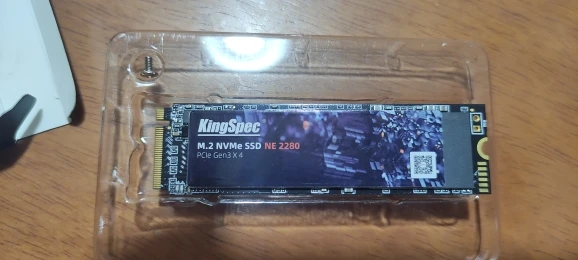 KingSpec
M.2 NVMe SSD NE 2280
PCIe Gen3 X 4